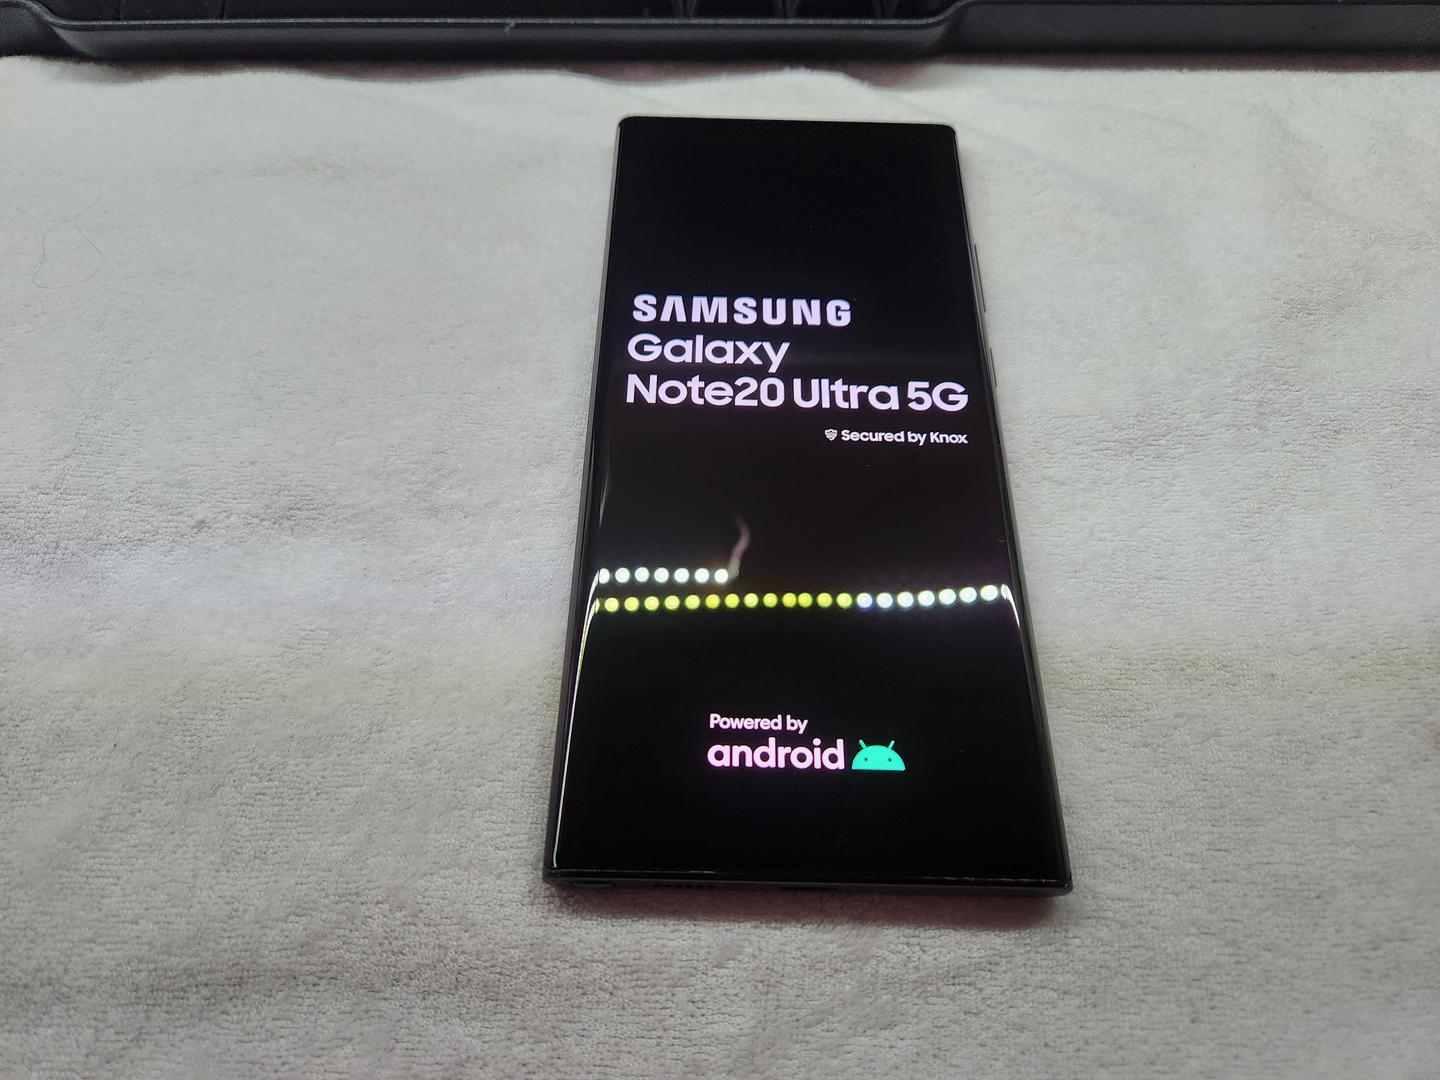 SAMSUNG
Galaxy
Note20 Ultra 5G
Secured by Knox
Powered by
android